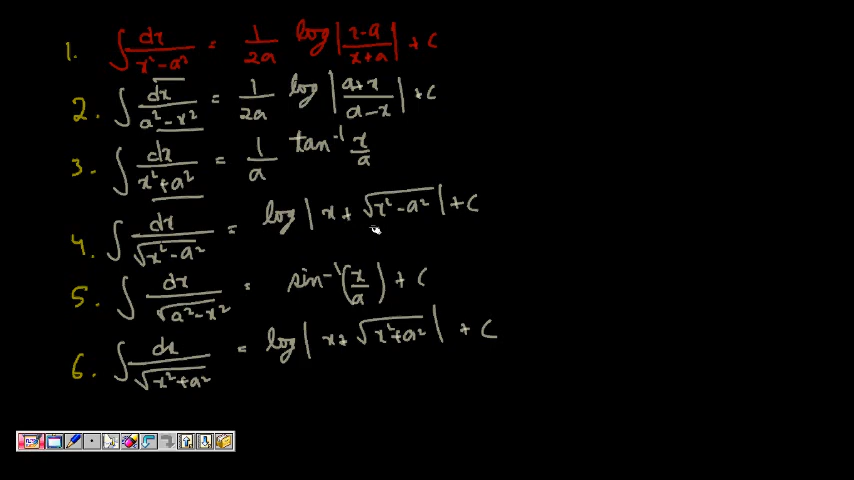 1. ∫ dx/(x²-a²) = 1/2a log |(x-a)/(x+a)| + C
2. ∫ dx/(a²-x²) = 1/2a log |(a+x)/(a-x)| + C
3. ∫ dx/(x²+a²) = 1/a tan⁻¹ x/a
4. ∫ dx/√(x²-a²) = log | x + √(x²-a²) | + C
5. ∫ dx/√(a²-x²) = sin⁻¹(x/a) + C
6. ∫ dx/√(x²+a²) = log | x + √(x²+a²) | + C